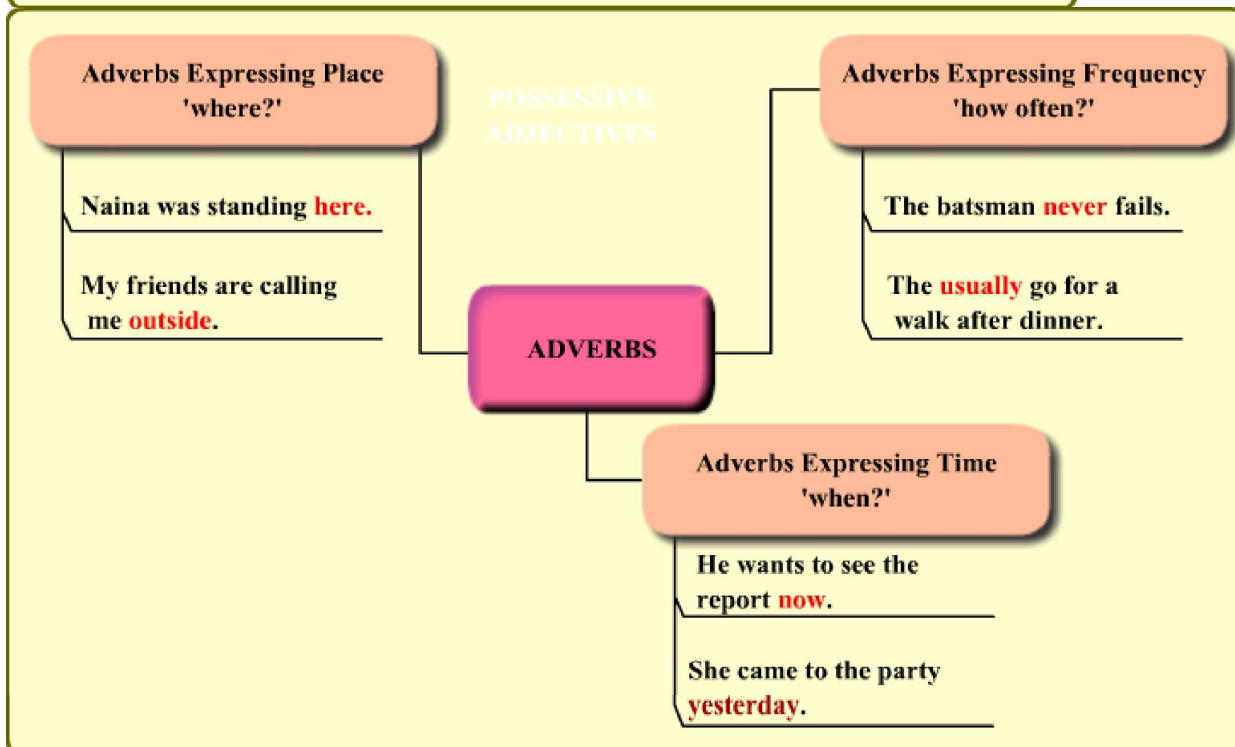 Adverbs Expressing Place
'where?'
Naina was standing here.
My friends are calling
me outside.
POSSESSIVE
ADJECTIVES
Adverbs Expressing Frequency
'how often?'
The batsman never fails.
The usually go for a
walk after dinner.
ADVERBS
Adverbs Expressing Time
'when?'
He wants to see the
report now.
She came to the party
yesterday.